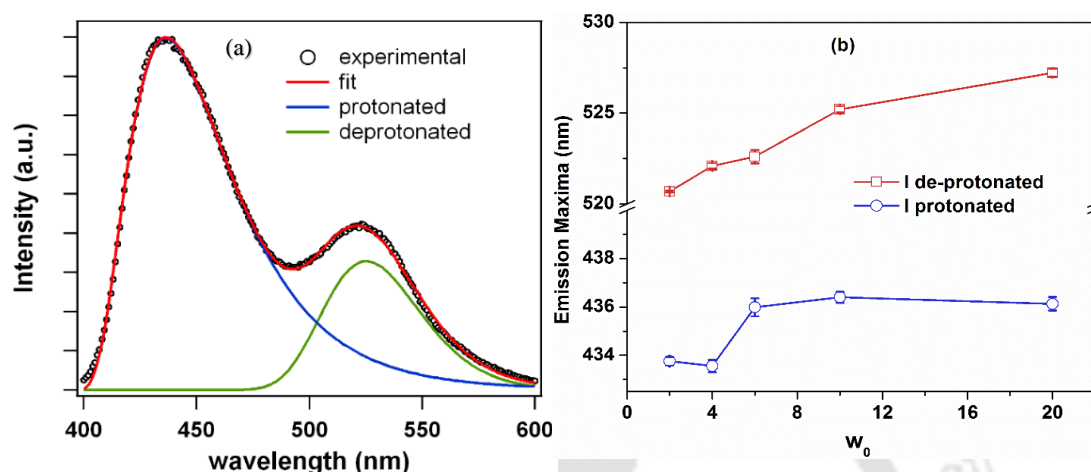 (a)
experimental
fit
protonated
deprotonated
Intensity (a.u.)
400
450
500
550
600
wavelength (nm)
(b)
530
525
520
438
436
434
Emission Maxima (nm)
I de-protonated
I protonated
0
4
8
12
16
20
w0